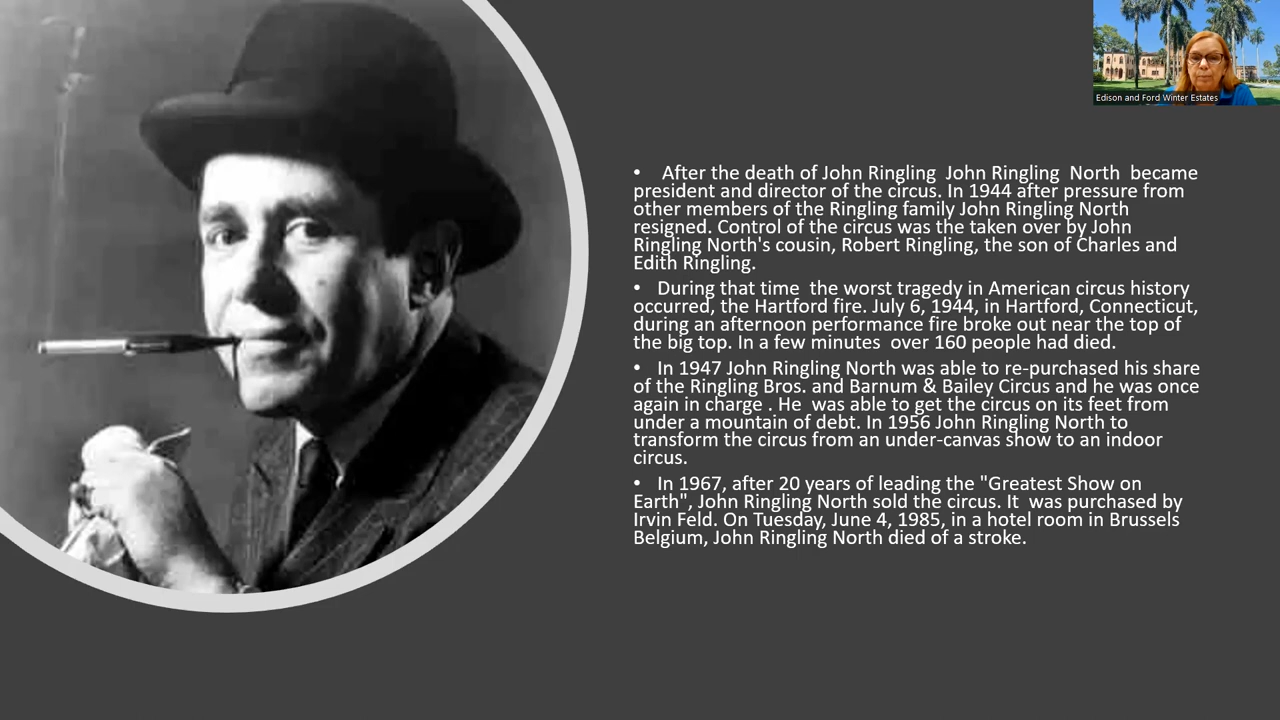 Edison and Ford Winter Estates
• After the death of John Ringling John Ringling North became
president and director of the circus. In 1944 after pressure from
other members of the Ringling family John Ringling North
resigned. Control of the circus was the taken over by John
Ringling North's cousin, Robert Ringling, the son of Charles and
Edith Ringling.
• During that time the worst tragedy in American circus history
occurred, the Hartford fire. July 6, 1944, in Hartford, Connecticut,
during an afternoon performance fire broke out near the top of
the big top. In a few minutes over 160 people had died.
• In 1947 John Ringling North was able to re-purchased his share
of the Ringling Bros. and Barnum & Bailey Circus and he was once
again in charge . He was able to get the circus on its feet from
under a mountain of debt. In 1956 John Ringling North to
transform the circus from an under-canvas show to an indoor
circus.
• In 1967, after 20 years of leading the "Greatest Show on
Earth", John Ringling North sold the circus. It was purchased by
Irvin Feld. On Tuesday, June 4, 1985, in a hotel room in Brussels
Belgium, John Ringling North died of a stroke.